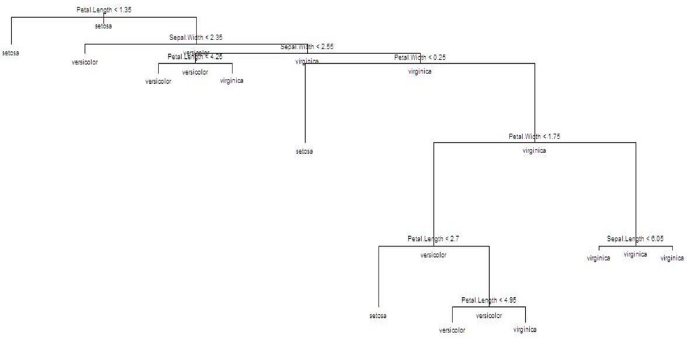 Petal.Length < 1.35
setosa
setosa
Sepal.Width < 2.35
versicolor
versicolor
Sepal.Width < 2.55
virginica
Petal.Length < 4.25
versicolor
versicolor
virginica
Petal.Width < 0.25
virginica
setosa
Petal.Width < 1.75
virginica
Petal.Length < 2.7
versicolor
setosa
Petal.Length < 4.95
versicolor
versicolor
virginica
Sepal.Length < 6.05
virginica
virginica
virginica